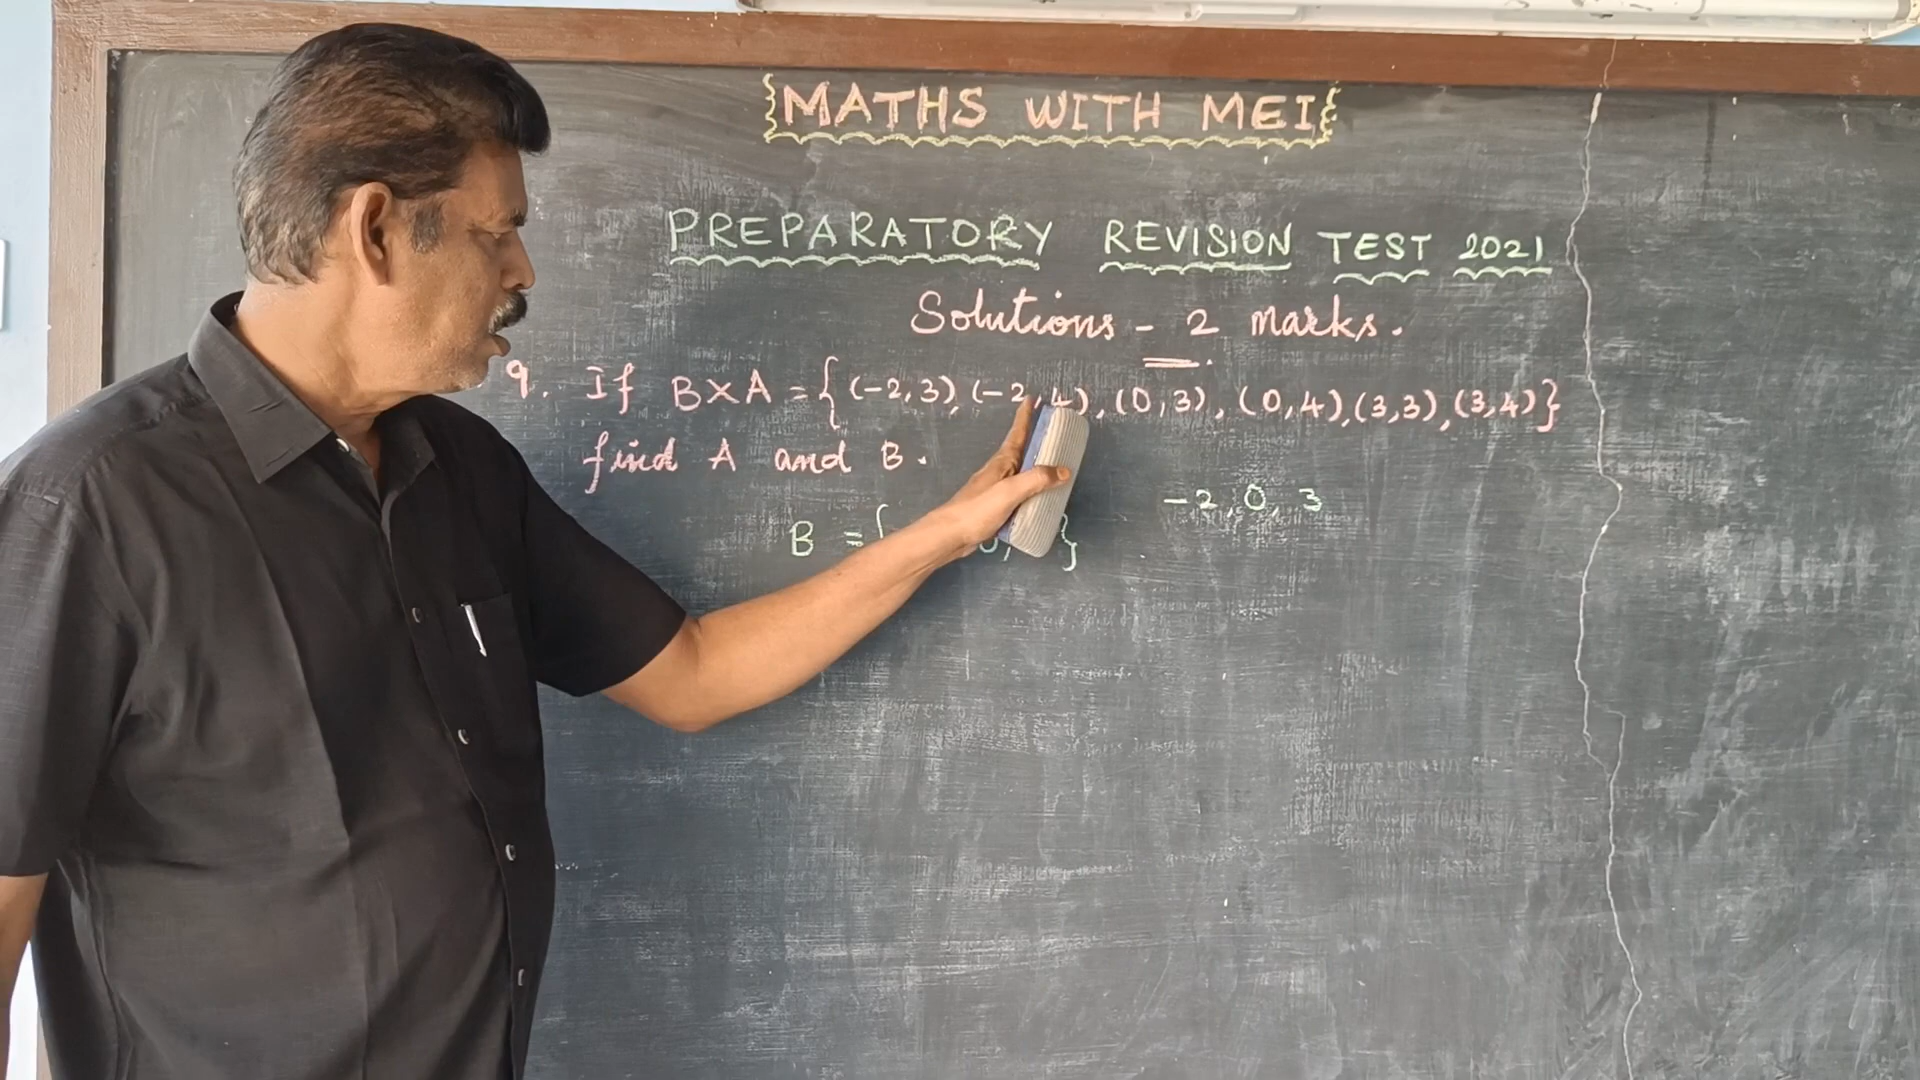 MATHS WITH MEI
PREPARATORY REVISION TEST 2021
Solutions - 2 marks.
9. If B×A = {(-2,3), (-2,4), (0,3), (0,4), (3,3), (3,4)}
find A and B.
-2, 0, 3
B = { 0, }